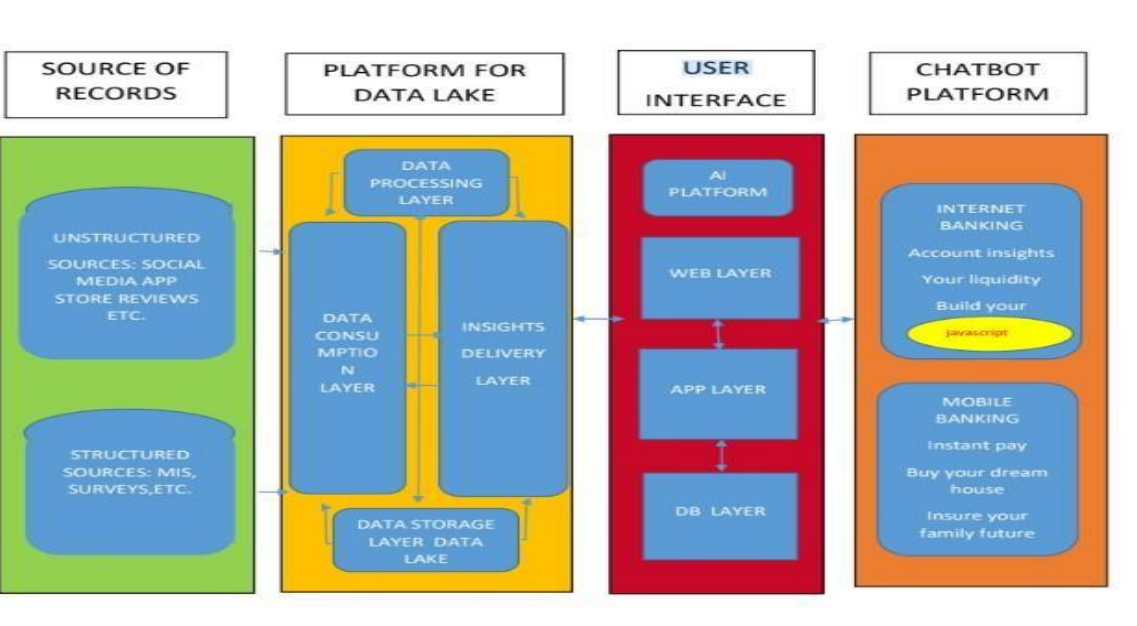 SOURCE OF
RECORDS
PLATFORM FOR
DATA LAKE
USER
INTERFACE
CHATBOT
PLATFORM
UNSTRUCTURED
SOURCES: SOCIAL
MEDIA APP
STORE REVIEWS
ETC.
STRUCTURED
SOURCES: MIS,
SURVEYS,ETC.
DATA
PROCESSING
LAYER
DATA
CONSU
MPTIO
N
LAYER
INSIGHTS
DELIVERY
LAYER
DATA STORAGE
LAYER DATA
LAKE
AI
PLATFORM
WEB LAYER
APP LAYER
DB LAYER
INTERNET
BANKING
Account insights
Your liquidity
Build your
javascript
MOBILE
BANKING
Instant pay
Buy your dream
house
Insure your
family future